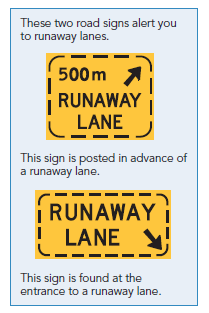 These two road signs alert you
to runaway lanes.
500 m
RUNAWAY
LANE
This sign is posted in advance of
a runaway lane.
RUNAWAY
LANE
This sign is found at the
entrance to a runaway lane.